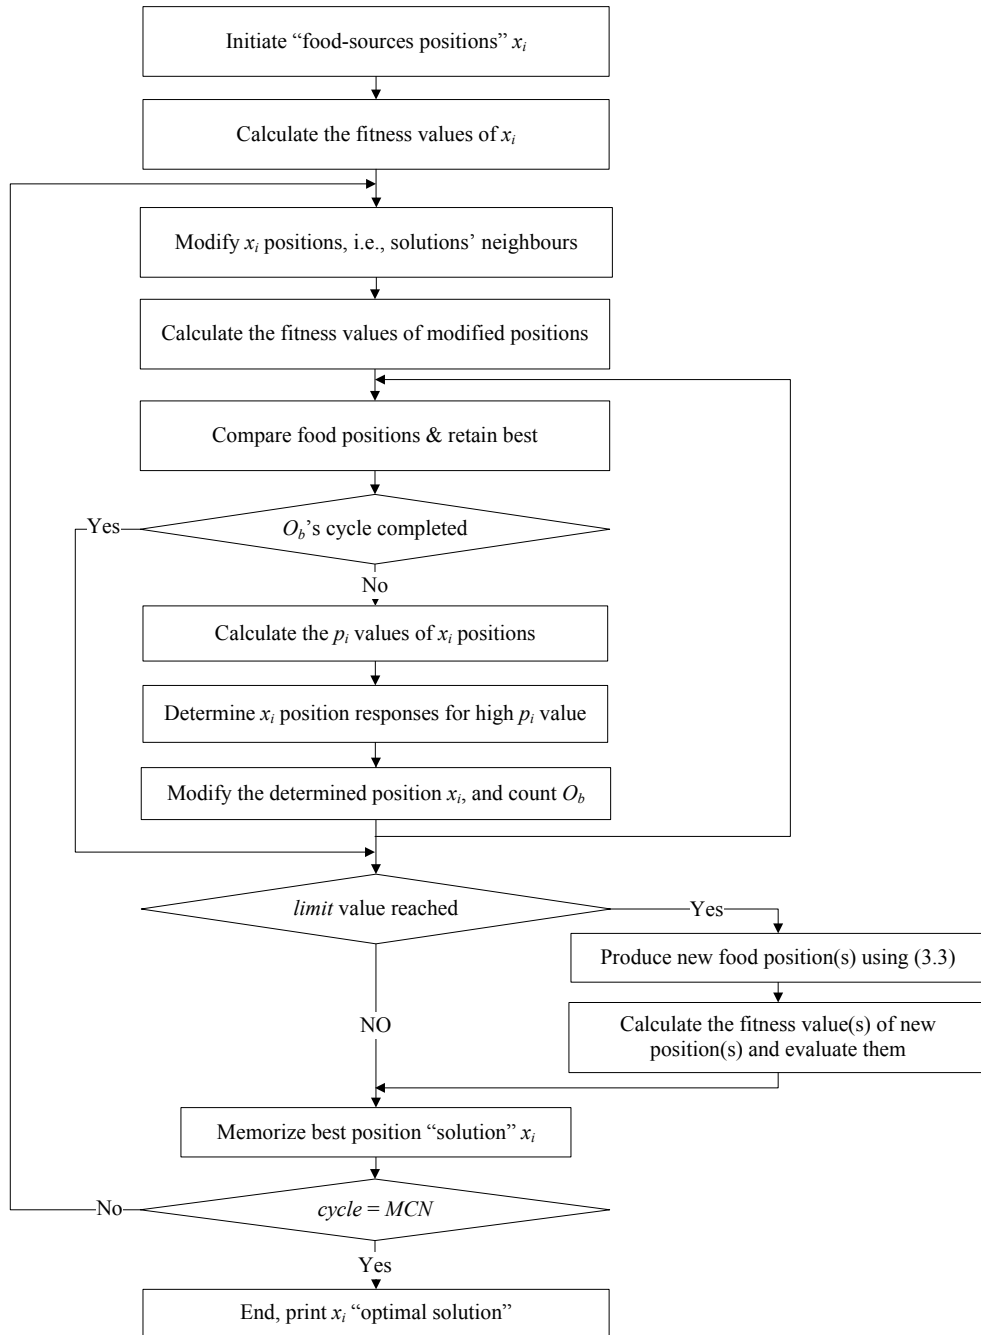 Initiate “food-sources positions” xi
Calculate the fitness values of xi
Modify xi positions, i.e., solutions’ neighbours
Calculate the fitness values of modified positions
Compare food positions & retain best
Yes
Ob’s cycle completed
No
Calculate the pi values of xi positions
Determine xi position responses for high pi value
Modify the determined position xi, and count Ob
limit value reached
Yes
Produce new food position(s) using (3.3)
NO
Calculate the fitness value(s) of new
position(s) and evaluate them
Memorize best position “solution” xi
No
cycle = MCN
Yes
End, print xi “optimal solution”